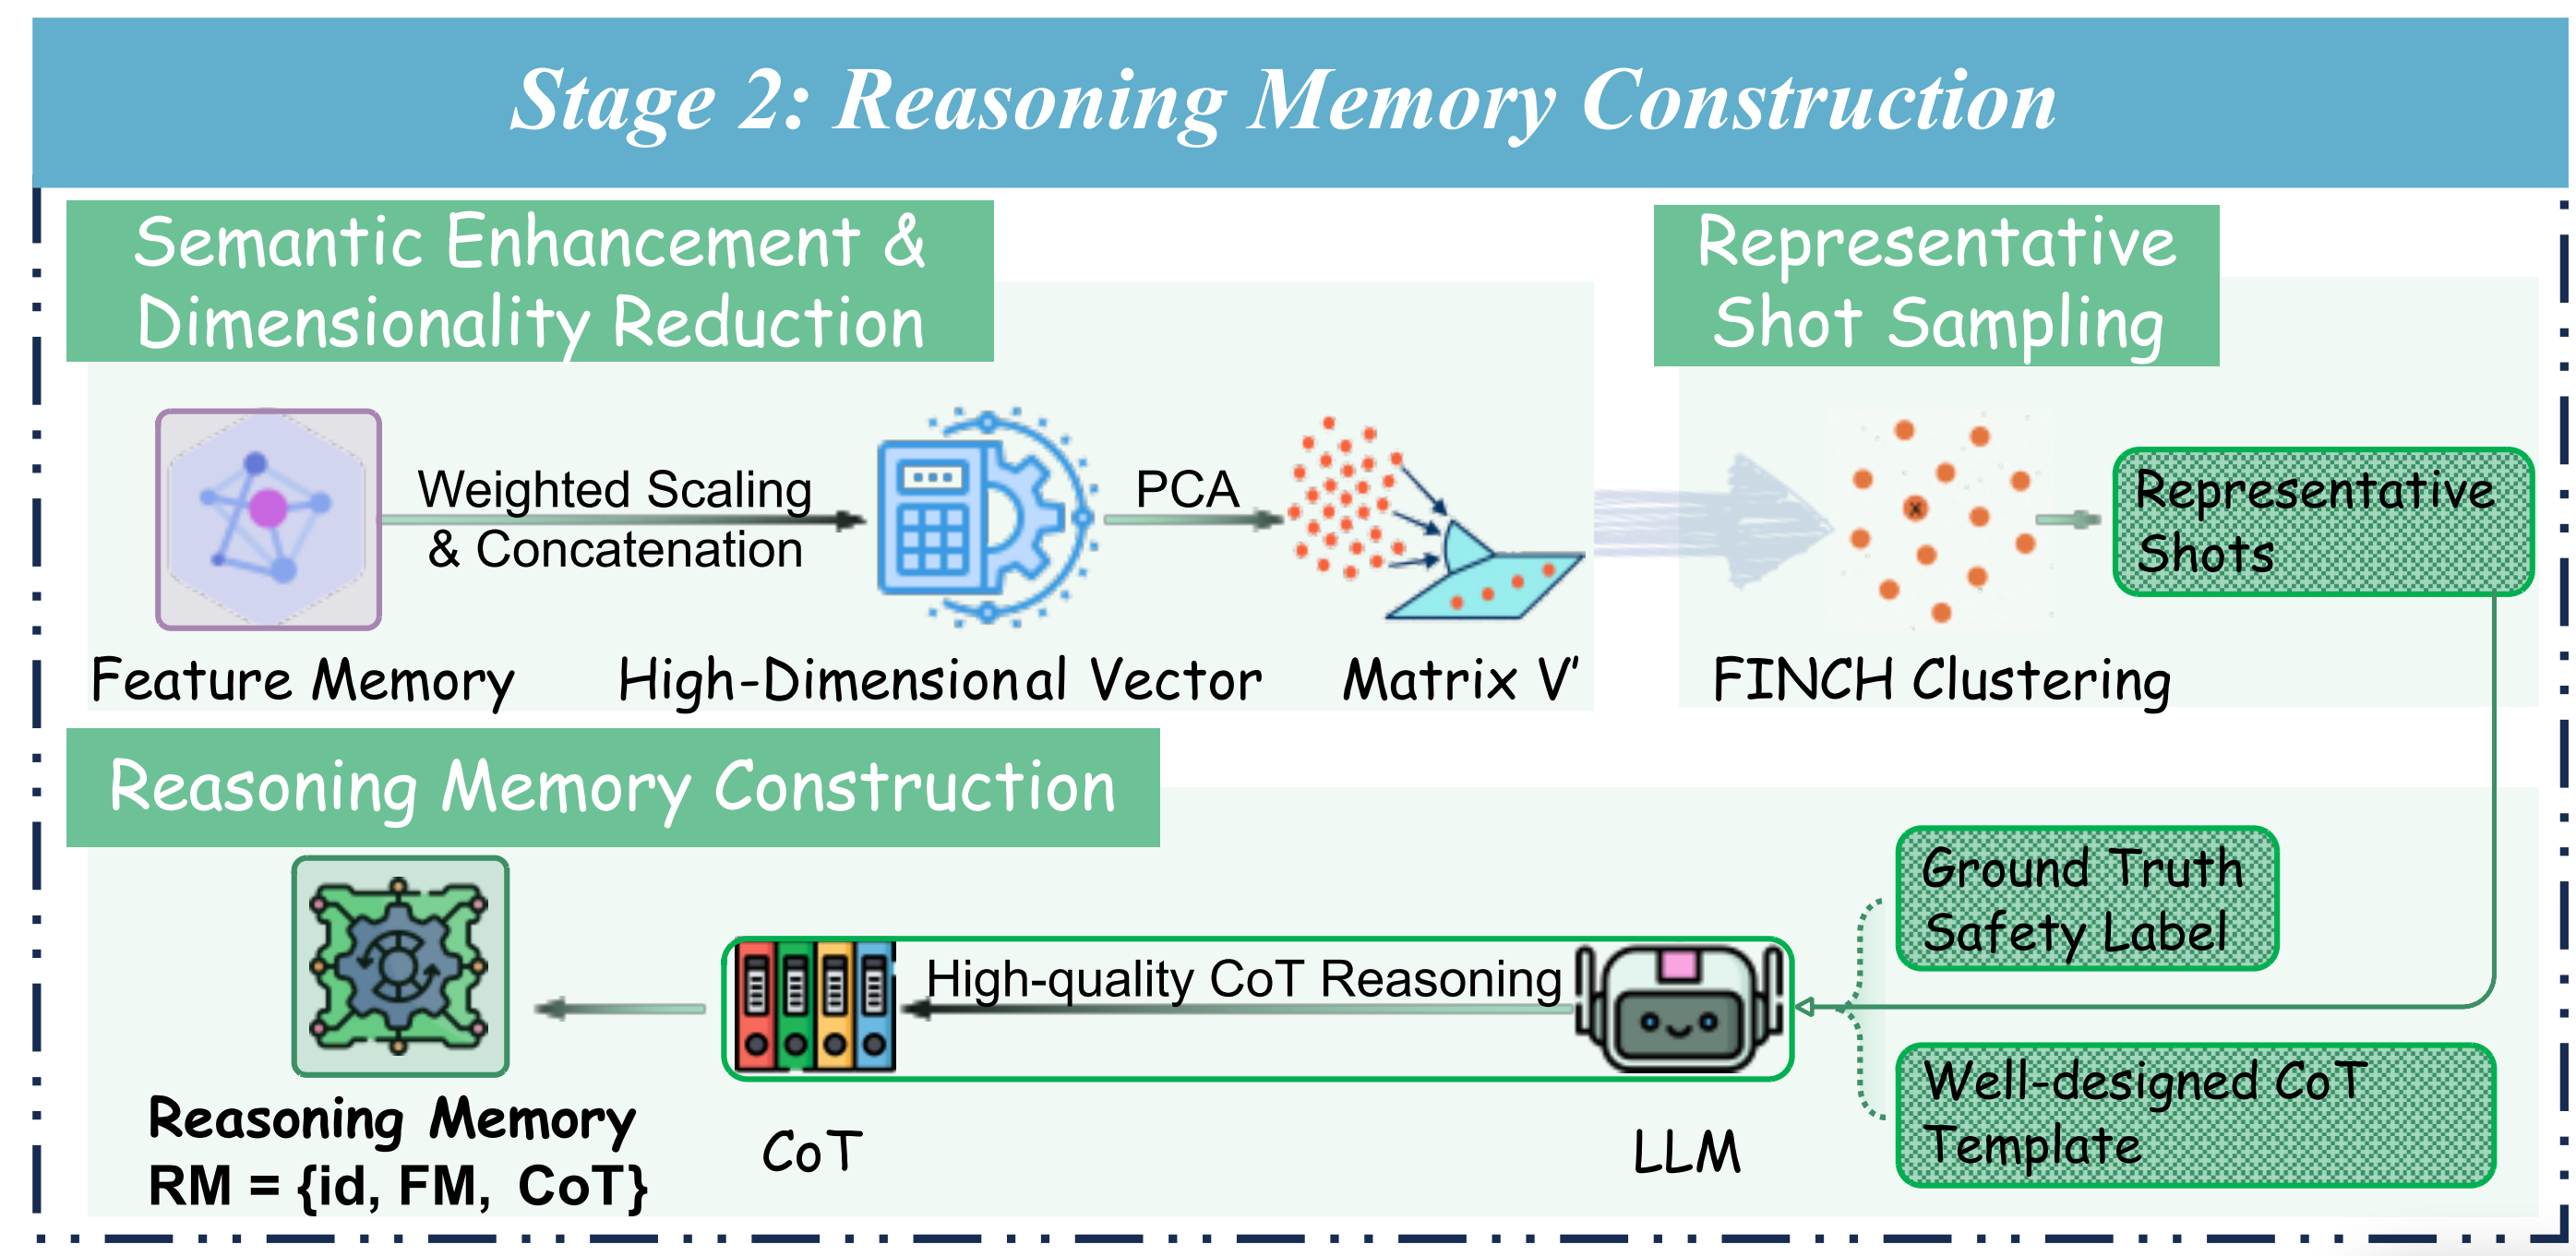 Stage 2: Reasoning Memory Construction
Semantic Enhancement &
Dimensionality Reduction
Weighted Scaling
& Concatenation
PCA
Feature Memory
High-Dimensional Vector
Matrix V'
Representative
Shot Sampling
Representative
Shots
FINCH Clustering
Reasoning Memory Construction
Ground Truth
Safety Label
Well-designed CoT
Template
High-quality CoT Reasoning
LLM
CoT
Reasoning Memory
RM = {id, FM, CoT}